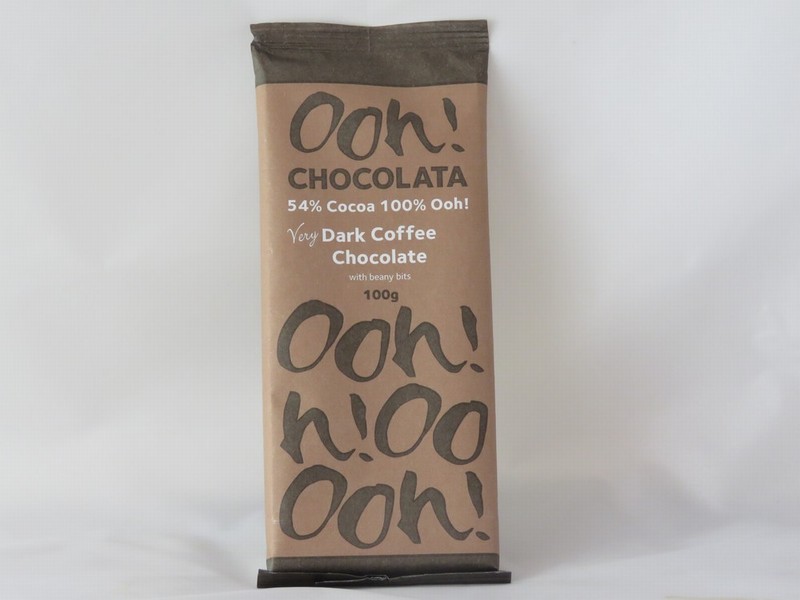 Ooh!
CHOCOLATA
54% Cocoa 100% Ooh!
Very Dark Coffee
Chocolate
with beany bits
100g
Ooh!
h!Oo
Ooh!